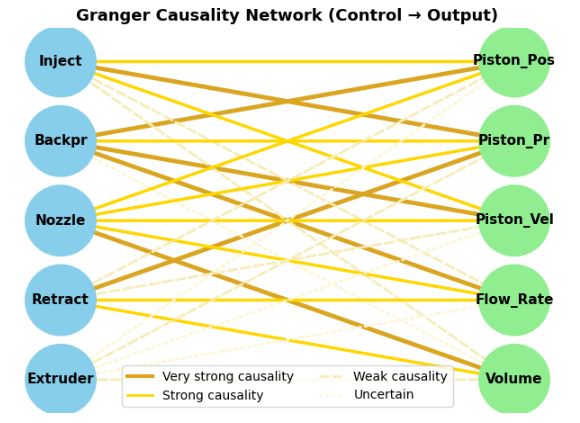 Granger Causality Network (Control → Output)
Inject
Piston_Pos
Backpr
Piston_Pr
Nozzle
Piston_Vel
Retract
Flow_Rate
Extruder
Volume
Very strong causality
Weak causality
Strong causality
Uncertain